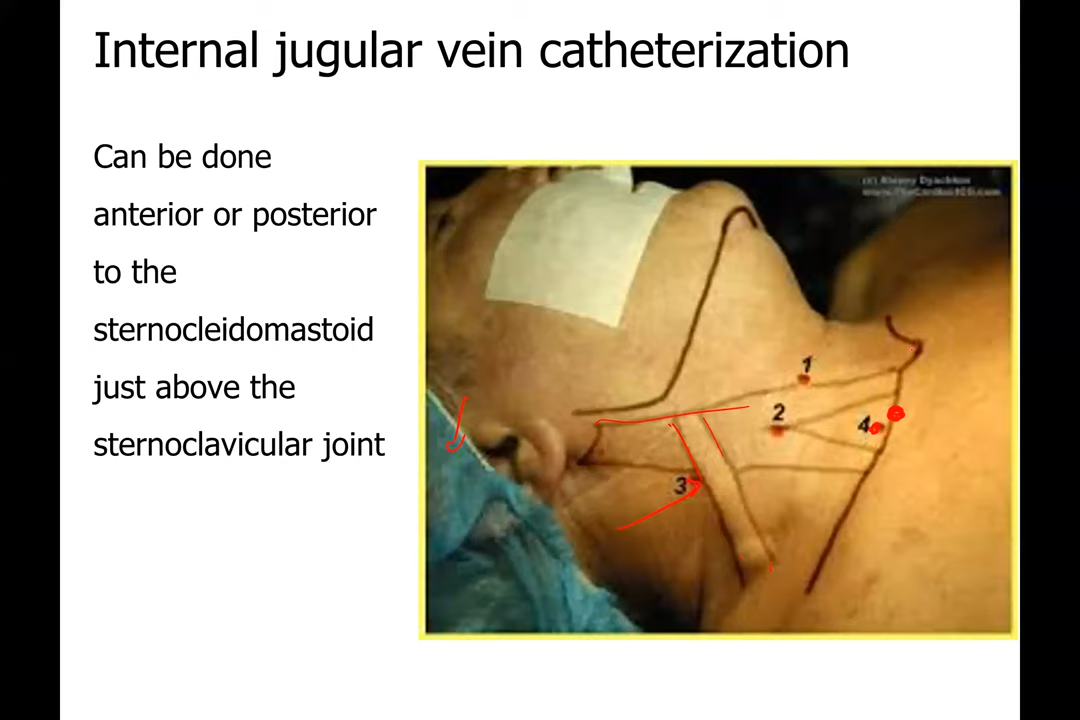 Internal jugular vein catheterization
Can be done
anterior or posterior
to the
sternocleidomastoid
just above the
sternoclavicular joint
1
2
4
3